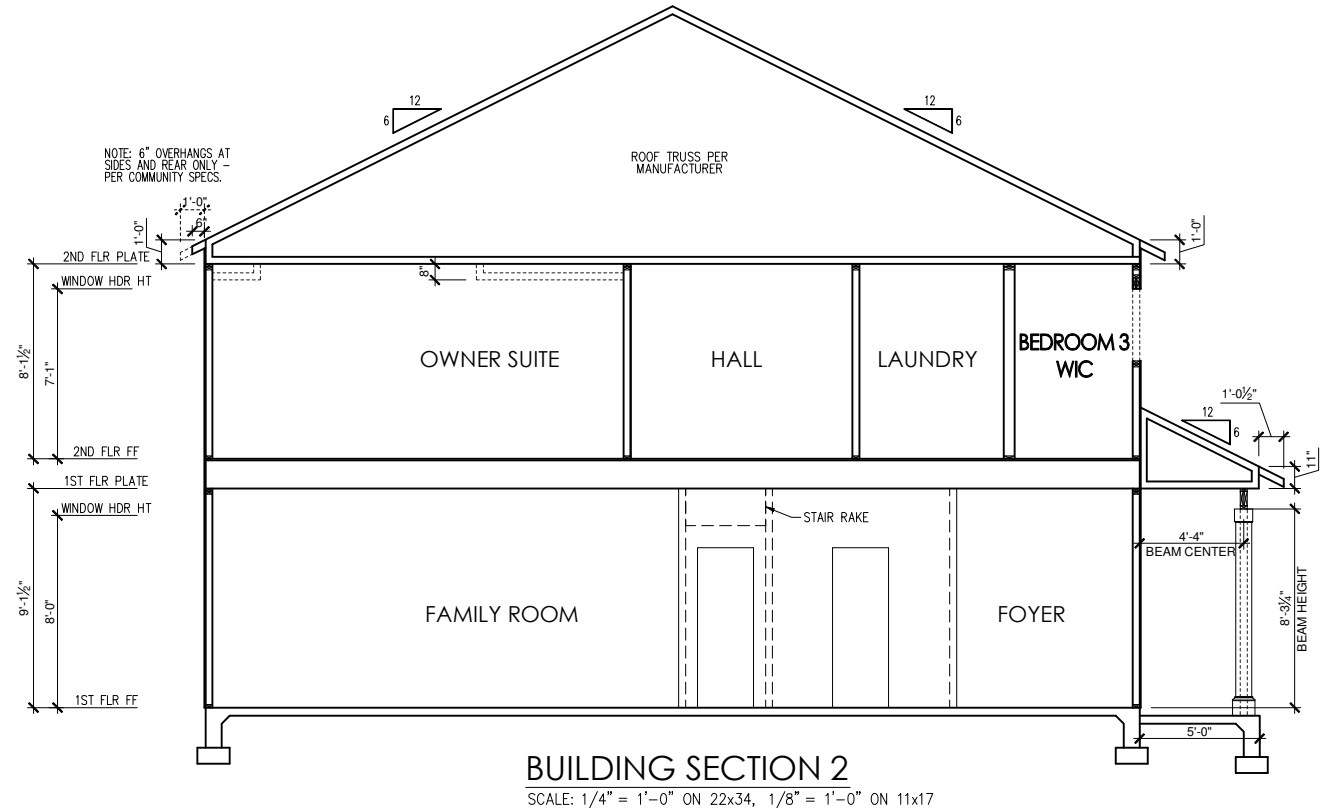 12
6
12
6
NOTE: 6" OVERHANGS AT
SIDES AND REAR ONLY –
PER COMMUNITY SPECS.
ROOF TRUSS PER
MANUFACTURER
1'-0"
6"
1'-0"
1'-0"
2ND FLR PLATE
WINDOW HDR HT
8"
8'-1½"
7'-1"
OWNER SUITE
HALL
LAUNDRY
BEDROOM 3
WIC
1'-0½"
12
6
11"
2ND FLR FF
1ST FLR PLATE
WINDOW HDR HT
STAIR RAKE
4'-4"
BEAM CENTER
9'-1½"
8'-0"
FAMILY ROOM
FOYER
8'-3¼"
BEAM HEIGHT
1ST FLR FF
5'-0"
BUILDING SECTION 2
SCALE: 1/4" = 1'-0" ON 22x34, 1/8" = 1'-0" ON 11x17